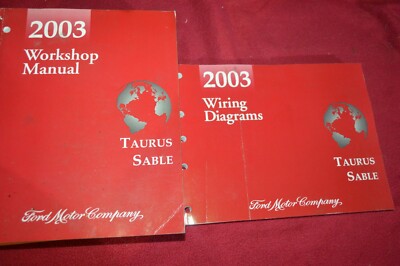 2003
Workshop
Manual
TAURUS
SABLE
Ford Motor Company
2003
Wiring
Diagrams
TAURUS
SABLE
Ford Motor Company